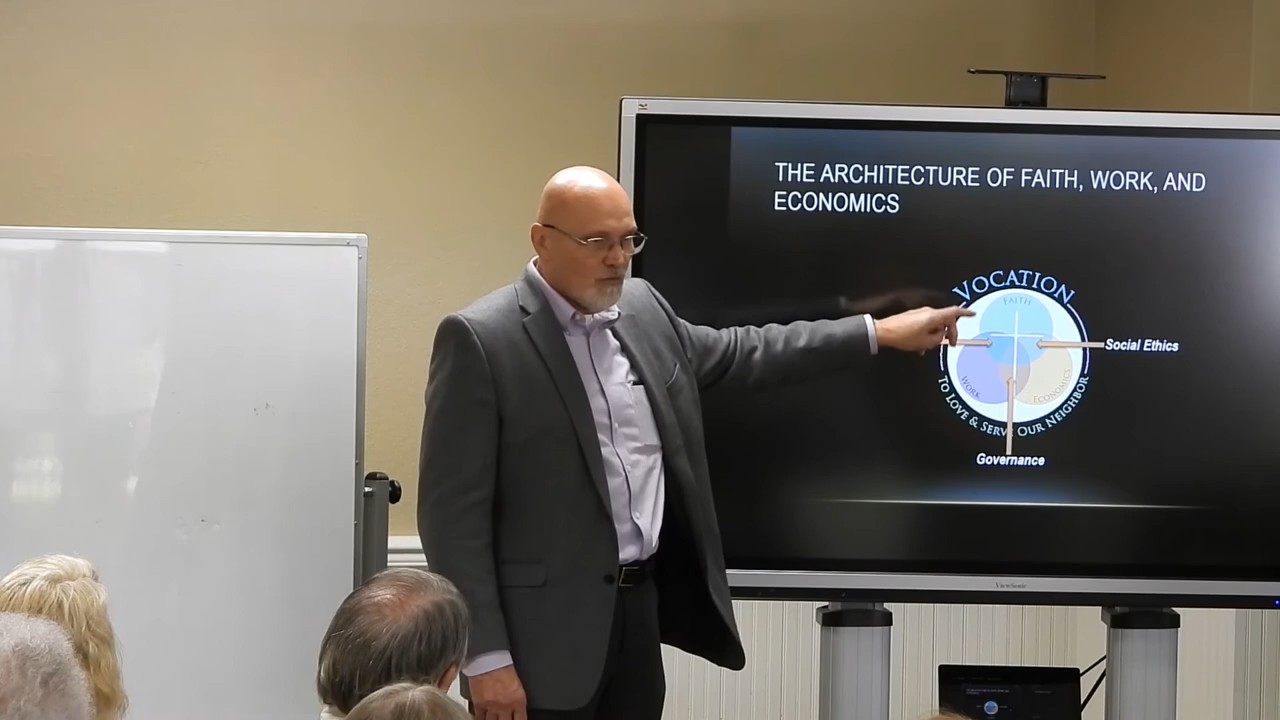 THE ARCHITECTURE OF FAITH, WORK, AND
ECONOMICS
VOCATION
FAITH
Social Ethics
WORK
ECONOMICS
TO LOVE & SERVE OUR NEIGHBOR
Governance
ViewSonic